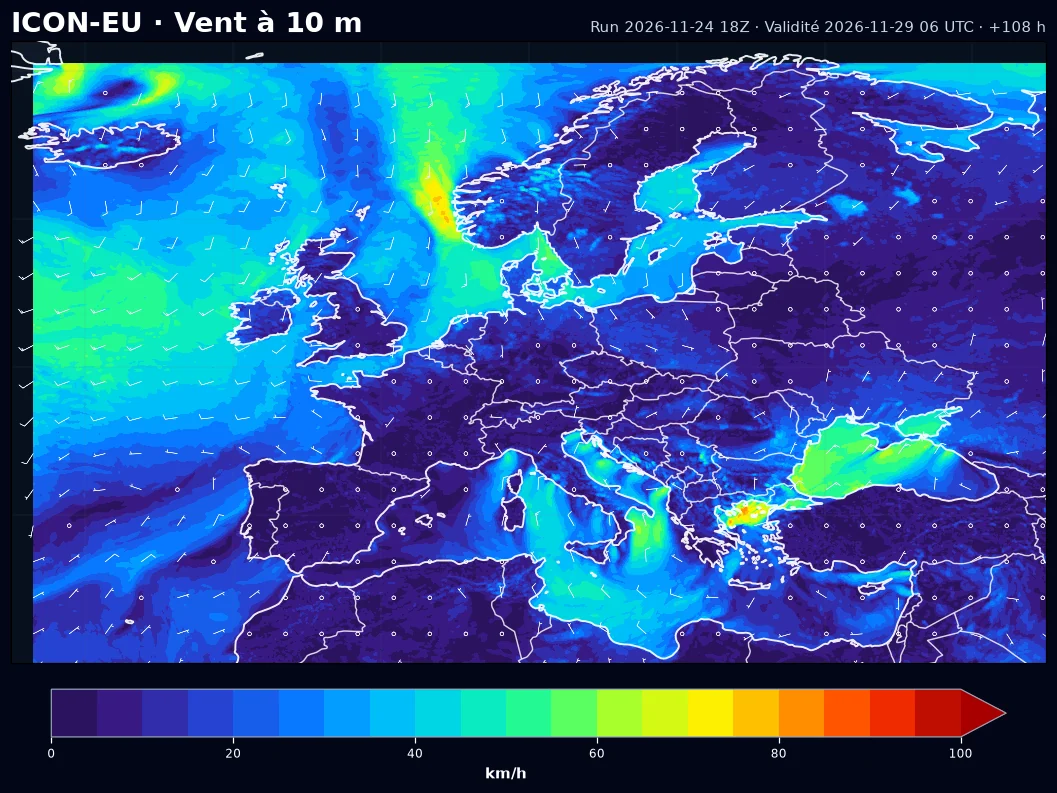 ICON-EU · Vent à 10 m
Run 2026-11-24 18Z · Validité 2026-11-29 06 UTC · +108 h
0 20 40 60 80 100
km/h